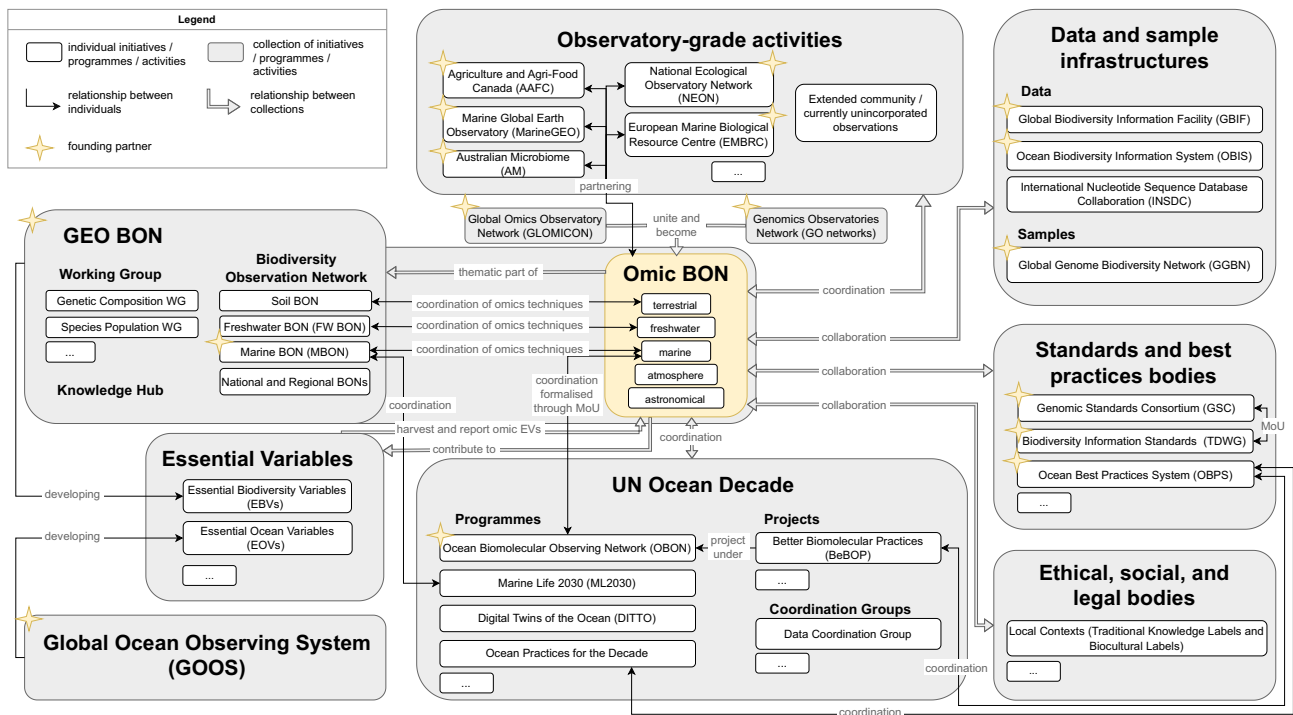 Legend
individual initiatives /
programmes / activities
collection of initiatives
/ programmes /
activities
relationship between
individuals
relationship between
collections
founding partner
Observatory-grade activities
Agriculture and Agri-Food
Canada (AAFC)
National Ecological
Observatory Network
(NEON)
Marine Global Earth
Observatory (MarineGEO)
European Marine Biological
Resource Centre (EMBRC)
Australian Microbiome
(AM)
...
Extended community /
currently unincorporated
observations
partnering
Global Omics Observatory
Network (GLOMICON)
unite and
become
Genomics Observatories
Network (GO networks)
Data and sample
infrastructures
Data
Global Biodiversity Information Facility (GBIF)
Ocean Biodiversity Information System (OBIS)
International Nucleotide Sequence Database
Collaboration (INSDC)
Samples
Global Genome Biodiversity Network (GGBN)
GEO BON
Working Group
Genetic Composition WG
Species Population WG
...
Knowledge Hub
Biodiversity
Observation Network
Soil BON
Freshwater BON (FW BON)
Marine BON (MBON)
National and Regional BONs
thematic part of
coordination of omics techniques
coordination of omics techniques
coordination of omics techniques
coordination
coordination
formalised
through MoU
harvest and report omic EVs
contribute to
Omic BON
terrestrial
freshwater
marine
atmosphere
astronomical
coordination
collaboration
collaboration
collaboration
coordination
Standards and best
practices bodies
Genomic Standards Consortium (GSC)
MoU
Biodiversity Information Standards (TDWG)
Ocean Best Practices System (OBPS)
...
Essential Variables
Essential Biodiversity Variables
(EBVs)
Essential Ocean Variables
(EOVs)
...
developing
developing
Global Ocean Observing System
(GOOS)
UN Ocean Decade
Programmes
Ocean Biomolecular Observing Network (OBON)
Marine Life 2030 (ML2030)
Digital Twins of the Ocean (DITTO)
Ocean Practices for the Decade
...
project
under
Projects
Better Biomolecular Practices
(BeBOP)
...
Coordination Groups
Data Coordination Group
...
Ethical, social, and
legal bodies
Local Contexts (Traditional Knowledge Labels and
Biocultural Labels)
...
coordination
coordination